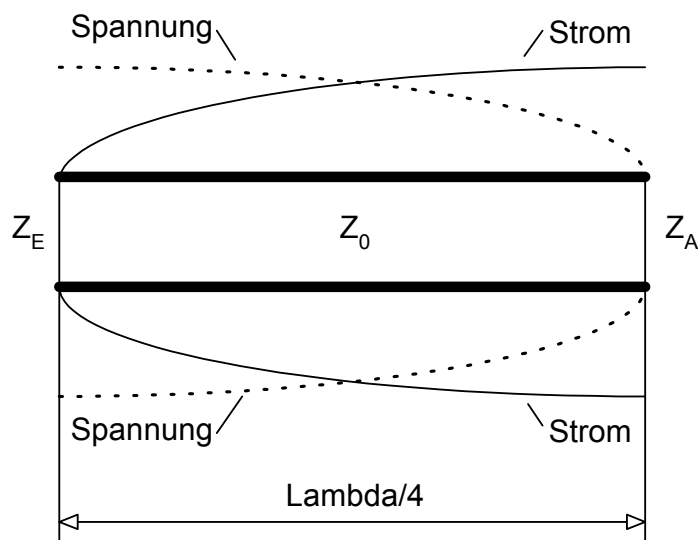 Spannung
Strom
Z_E
Z_0
Z_A
Spannung
Strom
Lambda/4